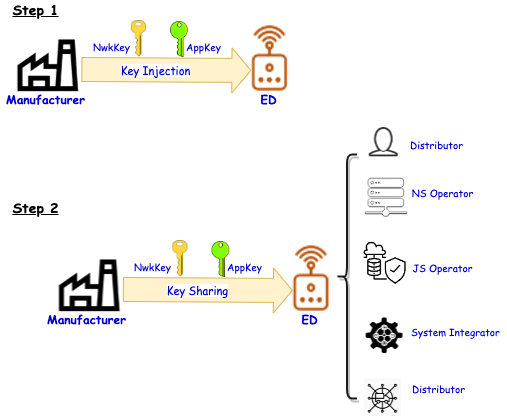 Step 1
NwkKey
AppKey
Key Injection
Manufacturer
ED
Distributor
NS Operator
Step 2
NwkKey
AppKey
JS Operator
Key Sharing
Manufacturer
ED
System Integrator
Distributor